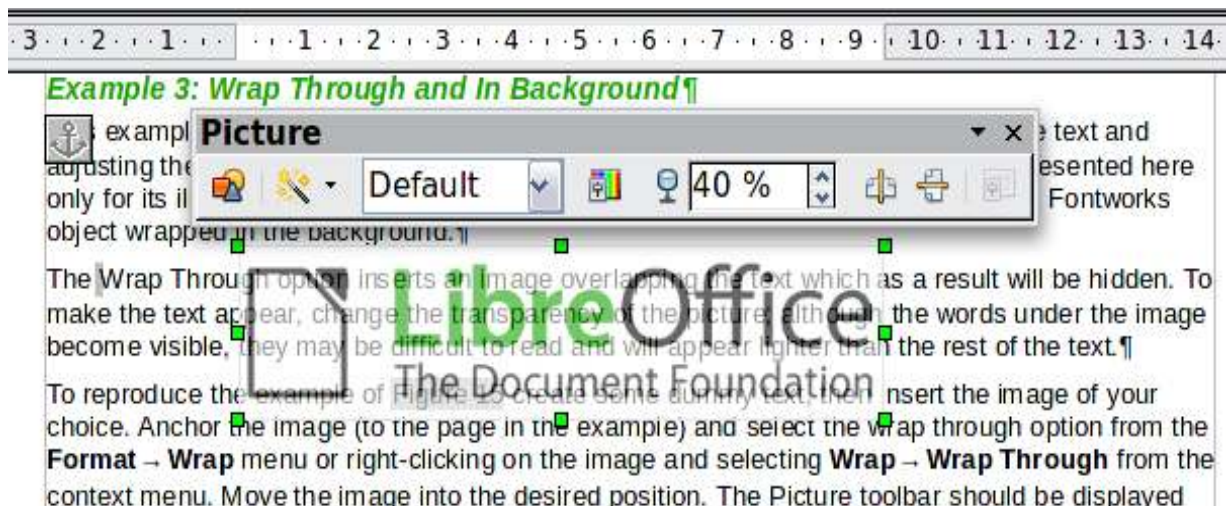 3 2 1 1 2 3 4 5 6 7 8 9 10 11 12 13 14
Example 3: Wrap Through and In Background¶
s exampl text and
Picture
adjusting the esented here
Default 40 %
only for its il Fontworks
object wrapped in the background.¶
The Wrap Through option inserts an image overlapping the text which as a result will be hidden. To
LibreOffice
make the text appear, change the transparency of the picture; although the words under the image
become visible, they may be difficult to read and will appear lighter than the rest of the text.¶
The Document Foundation
To reproduce the example of Figure 15 create some dummy text, then insert the image of your
choice. Anchor the image (to the page in the example) and select the wrap through option from the
Format→Wrap menu or right-clicking on the image and selecting Wrap→Wrap Through from the
context menu. Move the image into the desired position. The Picture toolbar should be displayed